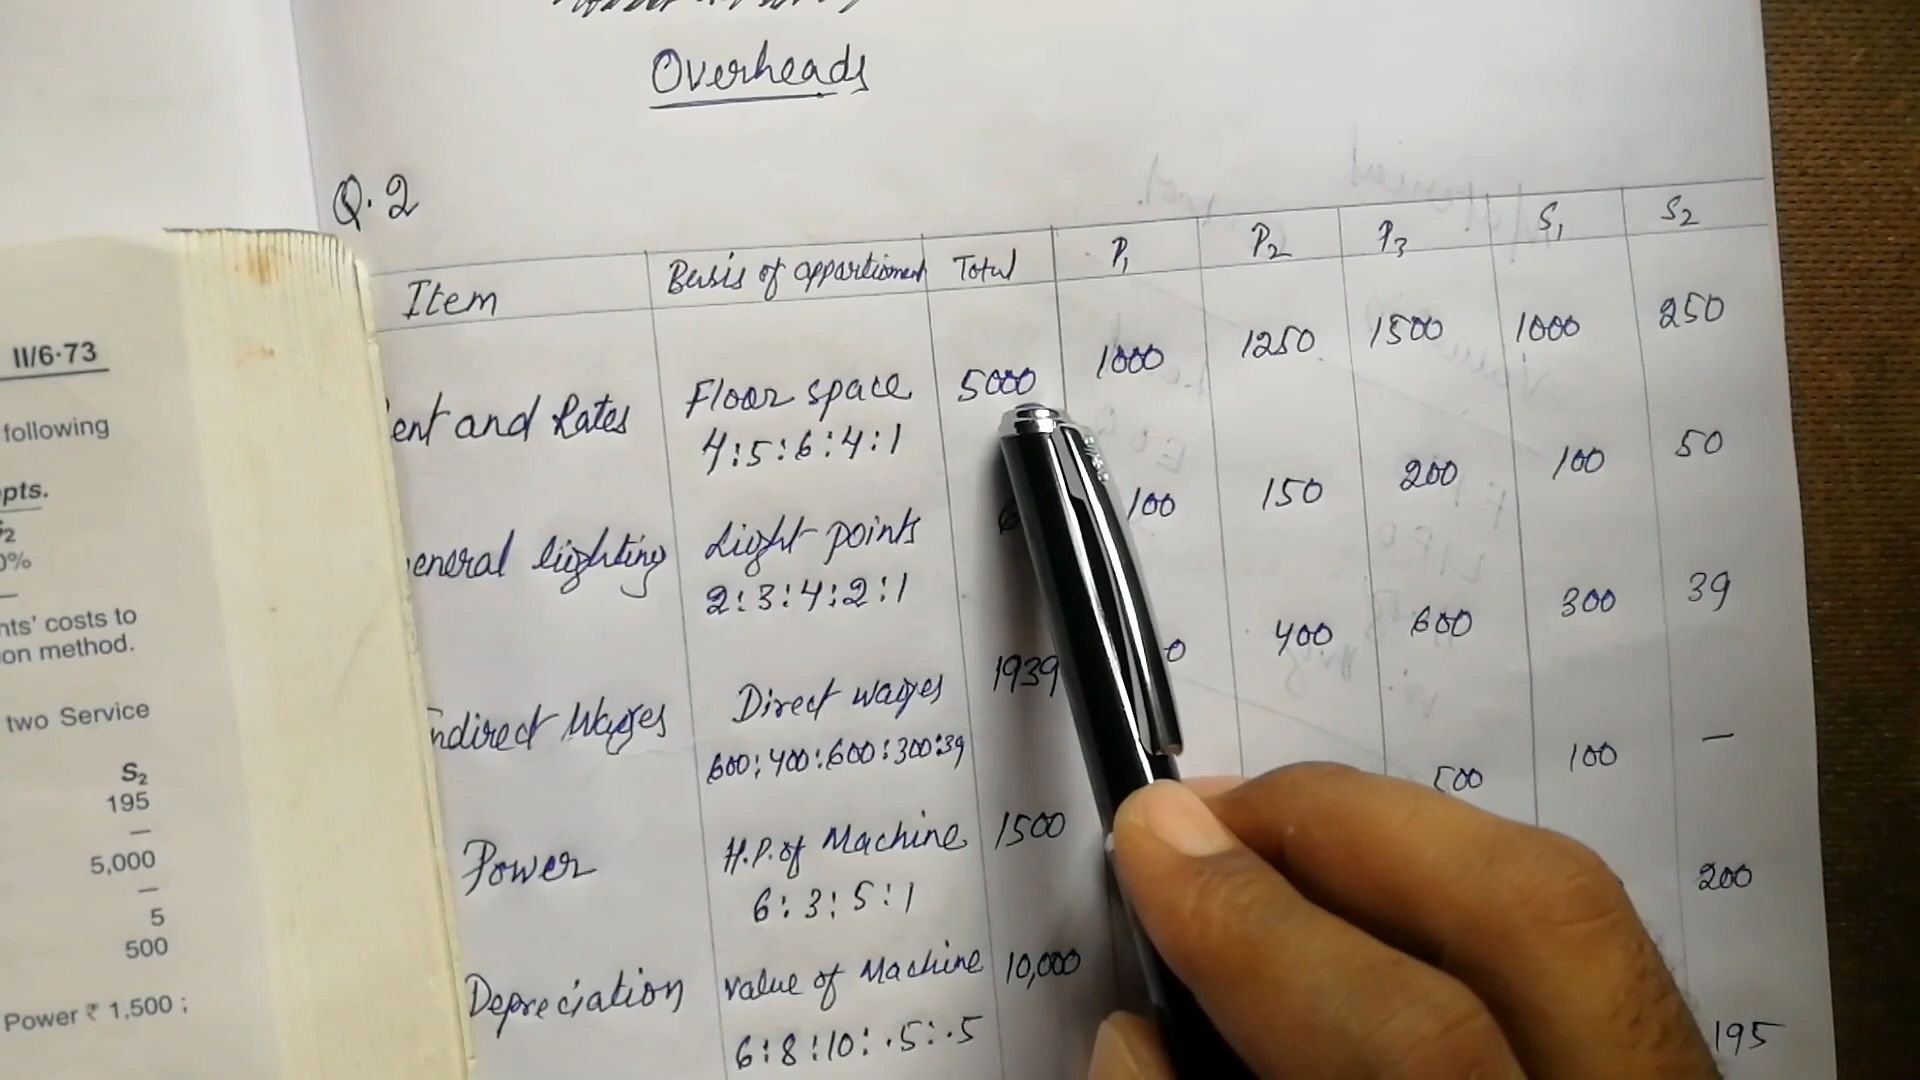 Overheads
Q.2
Item Basis of apportionment Total P1 P2 P3 S1 S2
ent and Rates Floor space 5000 1000 1250 1500 1000 250
4:5:6:4:1
eneral lighting Light points 100 150 200 100 50
2:3:4:2:1
ndirect Wages Direct wages 1939 0 400 600 300 39
600:400:600:300:39
Power H.P. of Machine 1500 500 100 —
6:3:5:1
200
Depreciation Value of Machine 10,000
6:8:10:.5:.5
195
II/6·73
following
pts.
S2
0%
—
nts' costs to
on method.
two Service
S2
195
—
5,000
—
5
500
Power ₹ 1,500 ;